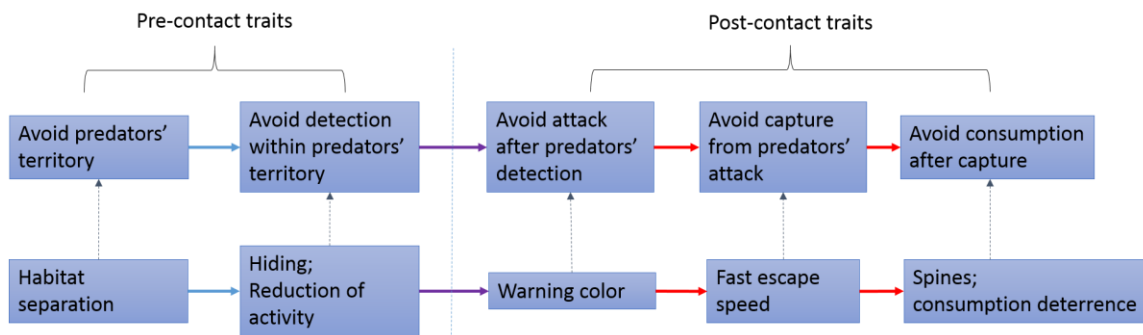 Pre-contact traits
Post-contact traits
Avoid predators’
territory
Avoid detection
within predators’
territory
Avoid attack
after predators’
detection
Avoid capture
from predators’
attack
Avoid consumption
after capture
Habitat
separation
Hiding;
Reduction of
activity
Warning color
Fast escape
speed
Spines;
consumption deterrence